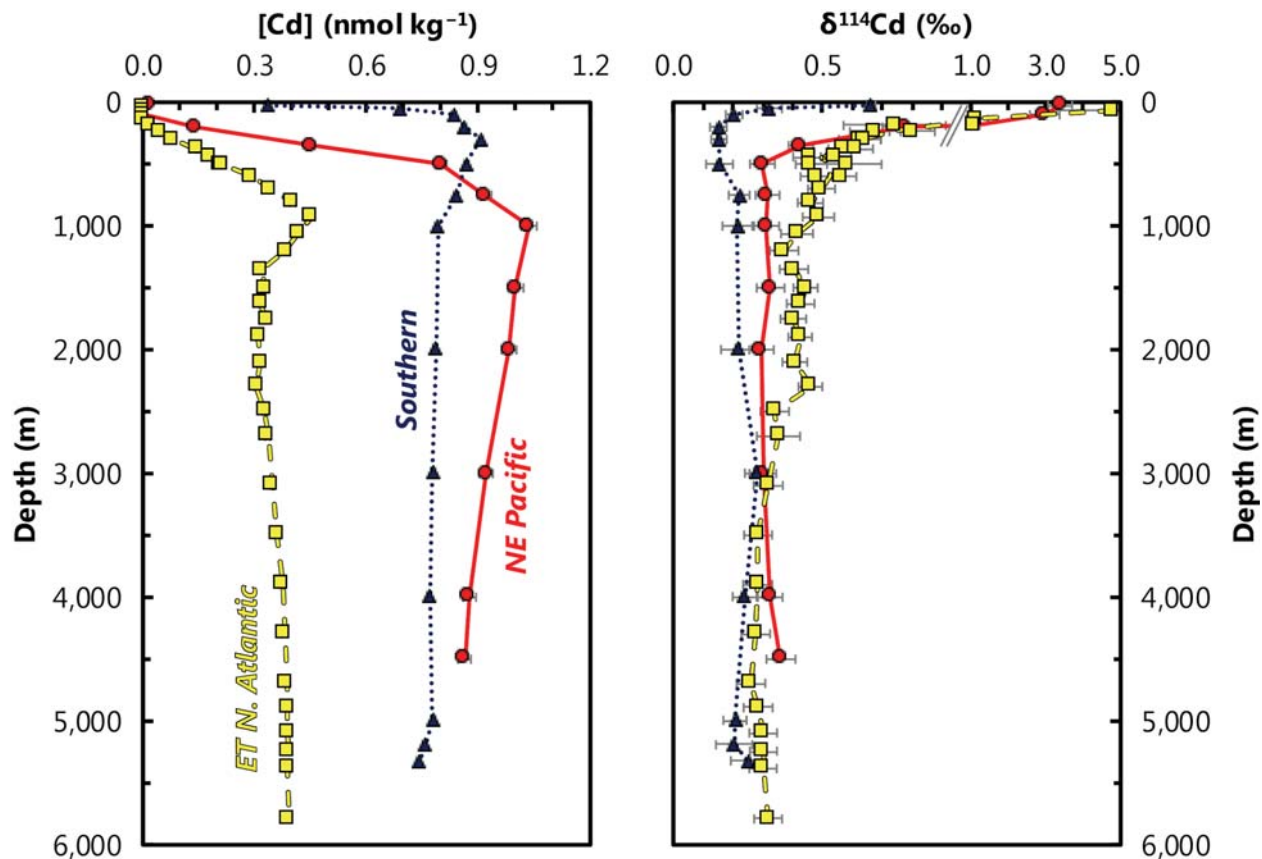 [Cd] (nmol kg⁻¹)
δ¹¹⁴Cd (‰)
0.0 0.3 0.6 0.9 1.2
0.0 0.5 1.0 3.0 5.0
0
1,000
2,000
3,000
4,000
5,000
6,000
Depth (m)
ET N. Atlantic
Southern
NE Pacific
0
1,000
2,000
3,000
4,000
5,000
6,000
Depth (m)